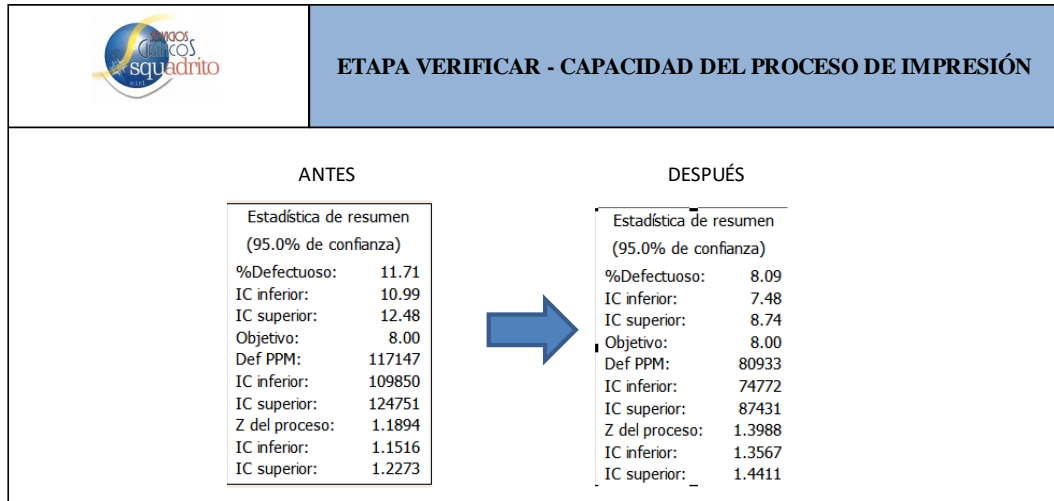 SERVICIOS
GRÁFICOS
squadrito
eirl
ETAPA VERIFICAR - CAPACIDAD DEL PROCESO DE IMPRESIÓN
ANTES
Estadística de resumen
(95.0% de confianza)
%Defectuoso: 11.71
IC inferior: 10.99
IC superior: 12.48
Objetivo: 8.00
Def PPM: 117147
IC inferior: 109850
IC superior: 124751
Z del proceso: 1.1894
IC inferior: 1.1516
IC superior: 1.2273
DESPUÉS
Estadística de resumen
(95.0% de confianza)
%Defectuoso: 8.09
IC inferior: 7.48
IC superior: 8.74
Objetivo: 8.00
Def PPM: 80933
IC inferior: 74772
IC superior: 87431
Z del proceso: 1.3988
IC inferior: 1.3567
IC superior: 1.4411